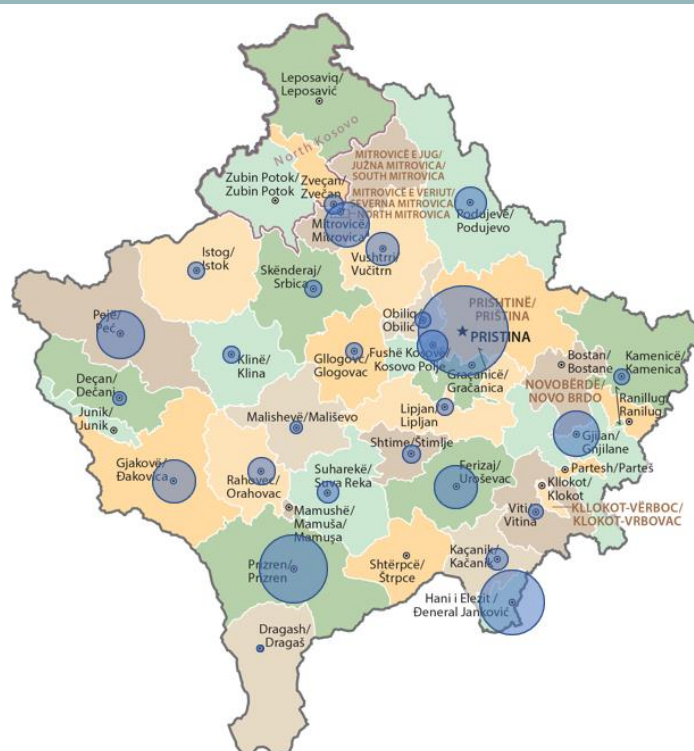 Leposaviq/
Leposavić
North Kosovo
MITROVICË E JUG/
JUŽNA MITROVICA/
SOUTH MITROVICA
Zubin Potok/
Zubin Potok
Zveçan/
Zvečan
MITROVICË E VERIUT/
SEVERNA MITROVICA
NORTH MITROVICA
Podujevë/
Podujevo
Mitrovicë/
Mitrovica
Istog/
Istok
Vushtrri/
Vučitrn
Skënderaj/
Srbica
PRISHTINË/
PRIŠTINA
Obiliq/
Obilić
PRISTINA
Pejë/
Peć
Fushë Kosovë/
Kosovo Polje
Klinë/
Klina
Gllogovc/
Glogovac
Graçanicë/
Gračanica
Bostan/
Bostane
Kamenicë/
Kamenica
Deçan/
Dečani
NOVOBËRDË/
NOVO BRDO
Ranillug/
Ranilug
Junik/
Junik
Malishevë/Mališevo
Lipjan/
Lipljan
Gjilan/
Gnjilane
Shtime/Štimlje
Gjakovë/
Đakovica
Rahovec/
Orahovac
Suharekë/
Suva Reka
Ferizaj/
Uroševac
Partesh/Parteš
Kllokot/
Klokot
Mamushë/
Mamuša/
Mamuşa
Viti/
Vitina
KLLOKOT-VËRBOC/
KLOKOT-VRBOVAC
Prizren/
Prizren
Shtërpcë/
Štrpce
Kaçanik/
Kačanik
Hani i Elezit /
Đeneral Janković
Dragash/
Dragaš